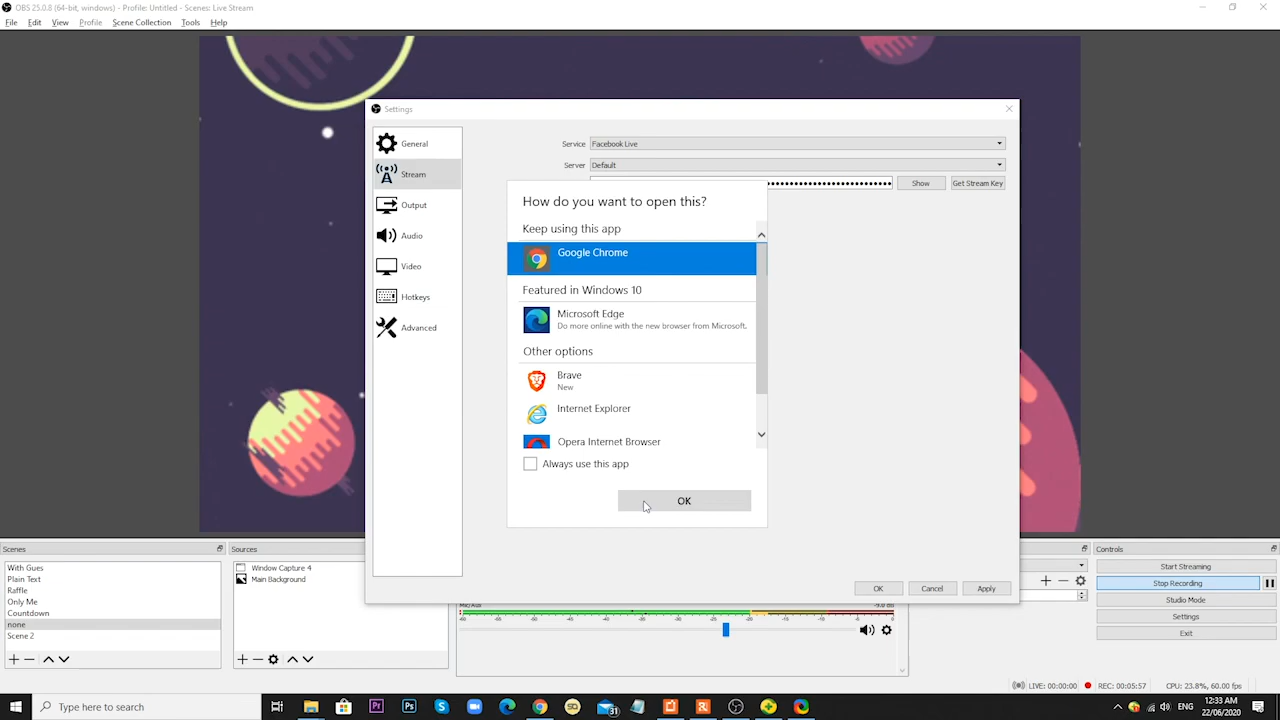 OBS 25.0.8 (64-bit, windows) - Profile: Untitled - Scenes: Live Stream
File Edit View Profile Scene Collection Tools Help
Settings
General
Stream
Output
Audio
Video
Hotkeys
Advanced
Service Facebook Live
Server Default
Show Get Stream Key
How do you want to open this?
Keep using this app
Google Chrome
Featured in Windows 10
Microsoft Edge
Do more online with the new browser from Microsoft.
Other options
Brave
New
Internet Explorer
Opera Internet Browser
Always use this app
OK
OK Cancel Apply
Scenes
With Gues
Plain Text
Raffle
Only Me
Countdown
none
Scene 2
Sources
Window Capture 4
Main Background
Mic/Aux -9.0 dB
Controls
Start Streaming
Stop Recording
Studio Mode
Settings
Exit
LIVE: 00:00:00 REC: 00:05:57 CPU: 23.8%, 60.00 fps
Type here to search
31
12:33 AM
22/06/2020